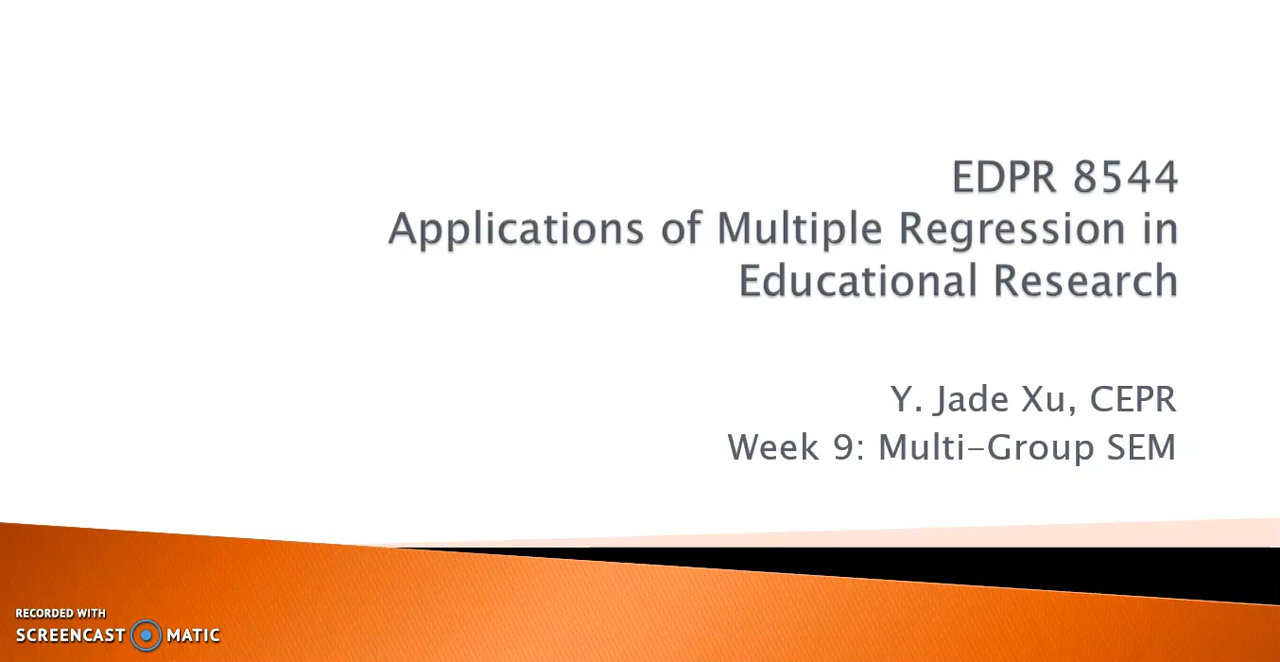 EDPR 8544
Applications of Multiple Regression in
Educational Research
Y. Jade Xu, CEPR
Week 9: Multi-Group SEM
RECORDED WITH
SCREENCAST MATIC